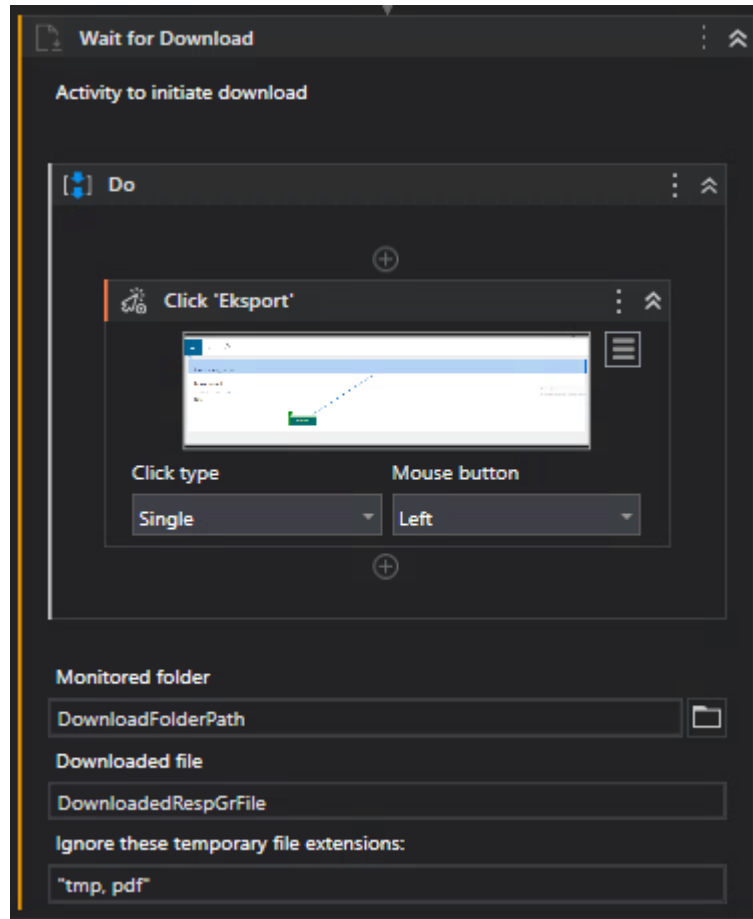 Wait for Download
Activity to initiate download
Do
Click 'Eksport'
Click type
Mouse button
Single
Left
Monitored folder
DownloadFolderPath
Downloaded file
DownloadedRespGrFile
Ignore these temporary file extensions:
"tmp, pdf"